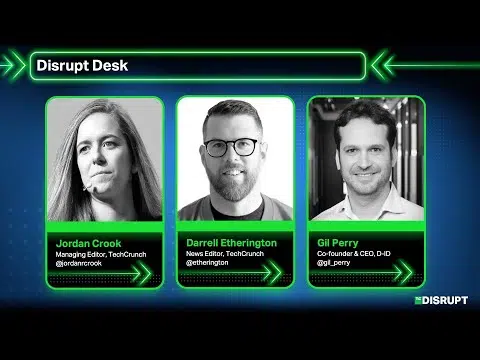 Disrupt Desk
Jordan Crook
Managing Editor, TechCrunch
@jordanrcrook
Darrell Etherington
News Editor, TechCrunch
@etherington
Gil Perry
Co-founder & CEO, D-ID
@gil_perry
DISRUPT